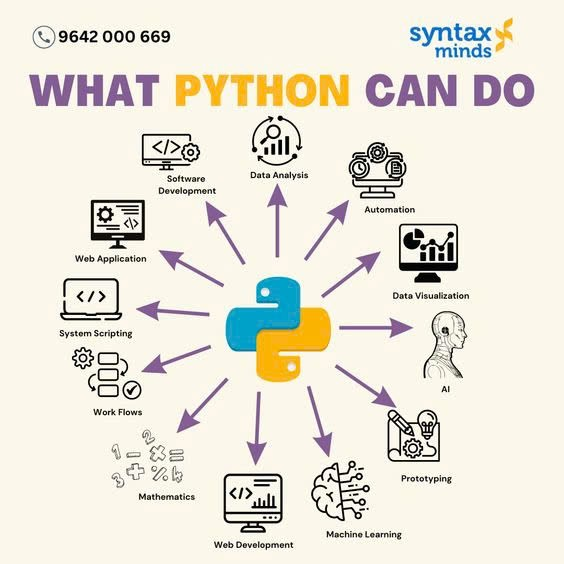 9642 000 669
syntax
minds
WHAT PYTHON CAN DO
Data Analysis
Software
Development
Automation
Web Application
Data Visualization
System Scripting
AI
Work Flows
Prototyping
Mathematics
Machine Learning
Web Development